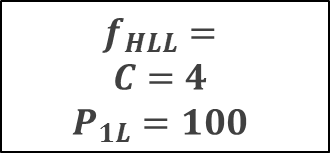 f_HLL =
C = 4
P_1L = 100